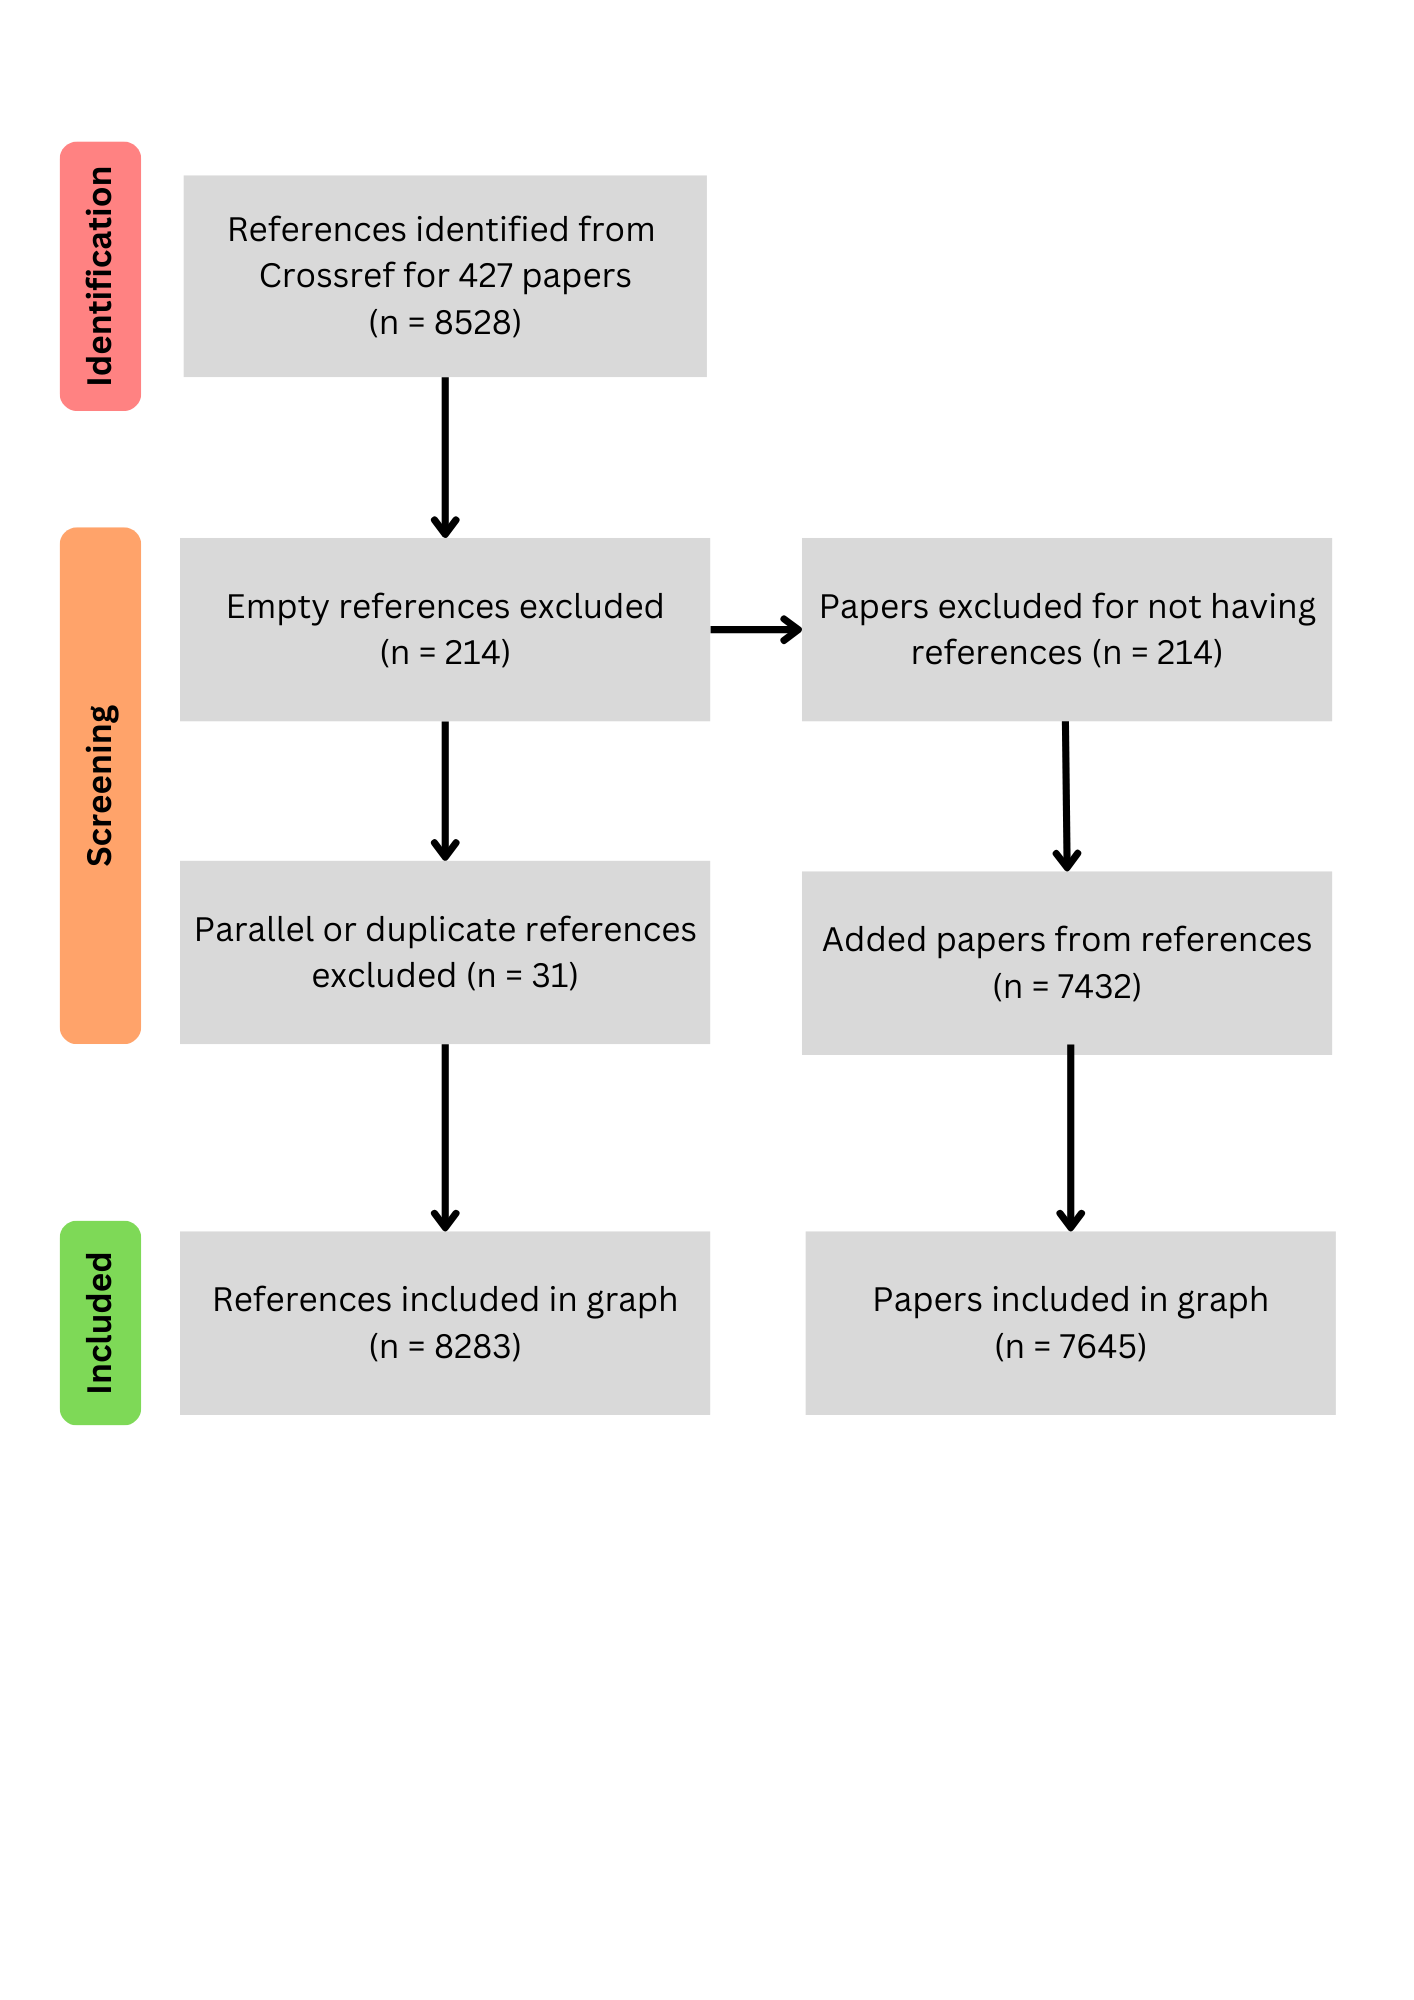 Identification
References identified from
Crossref for 427 papers
(n = 8528)
Screening
Empty references excluded
(n = 214)
Papers excluded for not having
references (n = 214)
Parallel or duplicate references
excluded (n = 31)
Added papers from references
(n = 7432)
Included
References included in graph
(n = 8283)
Papers included in graph
(n = 7645)